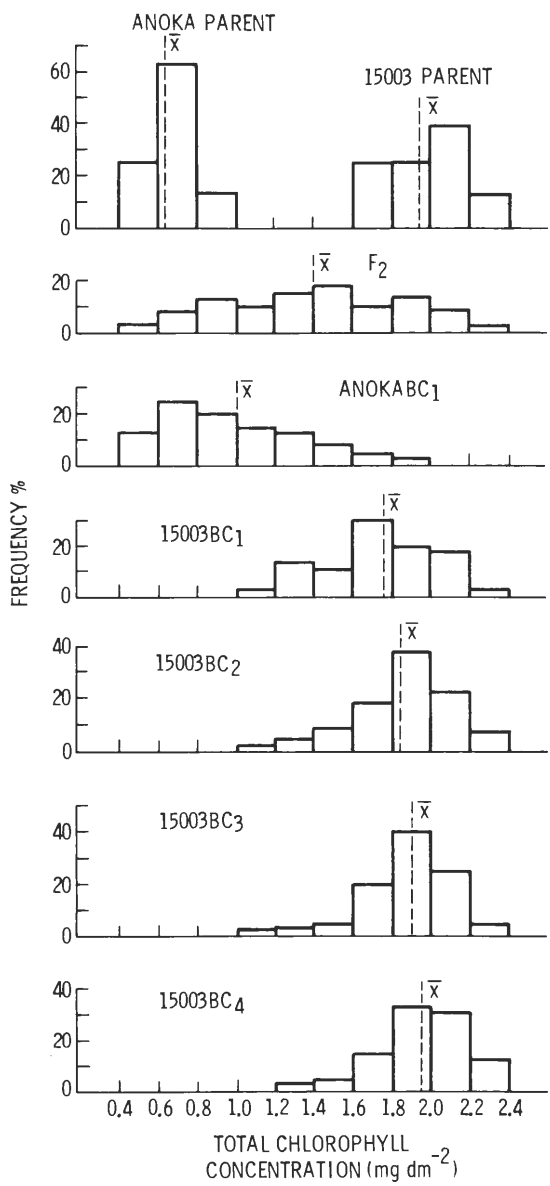 ANOKA PARENT
x̄
15003 PARENT
x̄
60
40
20
0
x̄ F2
20
0
x̄ ANOKABC1
20
0
FREQUENCY %
15003BC1
x̄
20
0
15003BC2
x̄
40
20
0
15003BC3
x̄
40
20
0
15003BC4
x̄
40
20
0
0.4 0.6 0.8 1.0 1.2 1.4 1.6 1.8 2.0 2.2 2.4
TOTAL CHLOROPHYLL
CONCENTRATION (mg dm⁻²)